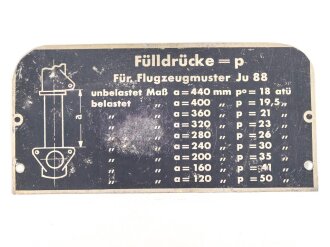 Fülldrücke = p
Für Flugzeugmuster Ju 88
unbelastet Maß a = 440 mm p = 18 atü
belastet „ a = 400 „ p = 19,5 „
„ „ a = 360 „ p = 21 „
„ „ a = 320 „ p = 23 „
„ „ a = 280 „ p = 26 „
„ „ a = 240 „ p = 30 „
„ „ a = 200 „ p = 35 „
„ „ a = 160 „ p = 41 „
„ „ a = 120 „ p = 50 „
a